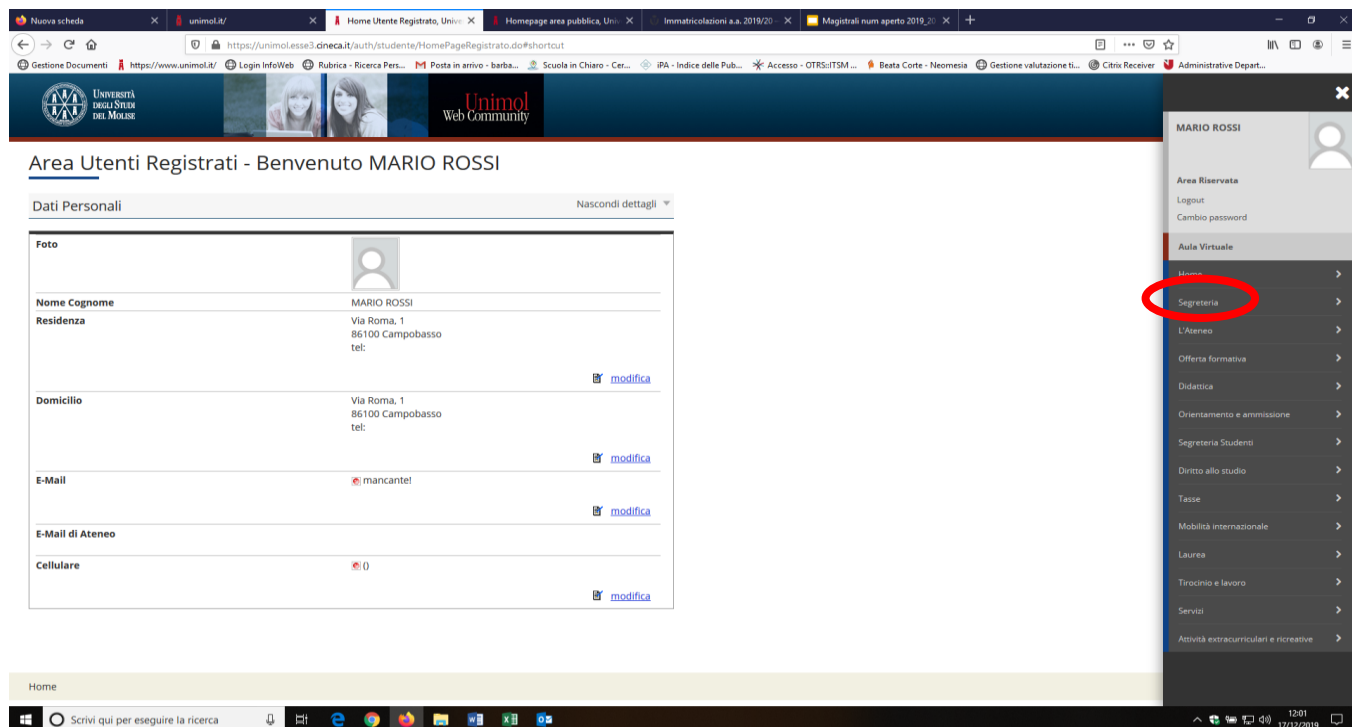 Nuova scheda
unimol.it/
Home Utente Registrato, Unive
Homepage area pubblica, Univ
Immatricolazioni a.a. 2019/20
Magistrali num aperto 2019_20
https://unimol.esse3.cineca.it/auth/studente/HomePageRegistrato.do#shortcut
Gestione Documenti https://www.unimol.it/ Login InfoWeb Rubrica - Ricerca Pers... Posta in arrivo - barba... Scuola in Chiaro - Cer... iPA - Indice delle Pub... Accesso - OTRS::ITSM ... Beata Corte - Neomesia Gestione valutazione ti... Citrix Receiver Administrative Depart...
Università
degli Studi
del Molise
Unimol
Web Community
Area Utenti Registrati - Benvenuto MARIO ROSSI
Dati Personali
Nascondi dettagli
Foto
Nome Cognome MARIO ROSSI
Residenza Via Roma, 1
86100 Campobasso
tel:
modifica
Domicilio Via Roma, 1
86100 Campobasso
tel:
modifica
E-Mail mancante!
modifica
E-Mail di Ateneo
Cellulare ()
modifica
Home
MARIO ROSSI
Area Riservata
Logout
Cambio password
Aula Virtuale
Home
Segreteria
L'Ateneo
Offerta formativa
Didattica
Orientamento e ammissione
Segreteria Studenti
Diritto allo studio
Tasse
Mobilità internazionale
Laurea
Tirocinio e lavoro
Servizi
Attività extracurriculari e ricreative
Scrivi qui per eseguire la ricerca
12:01
17/12/2019